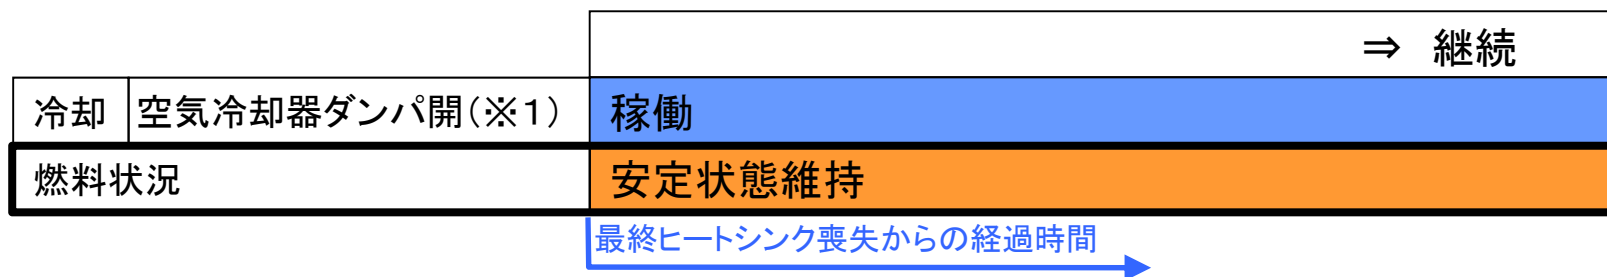 ⇒ 継続
冷却 空気冷却器ダンパ開(※1) 稼働
燃料状況 安定状態維持
最終ヒートシンク喪失からの経過時間